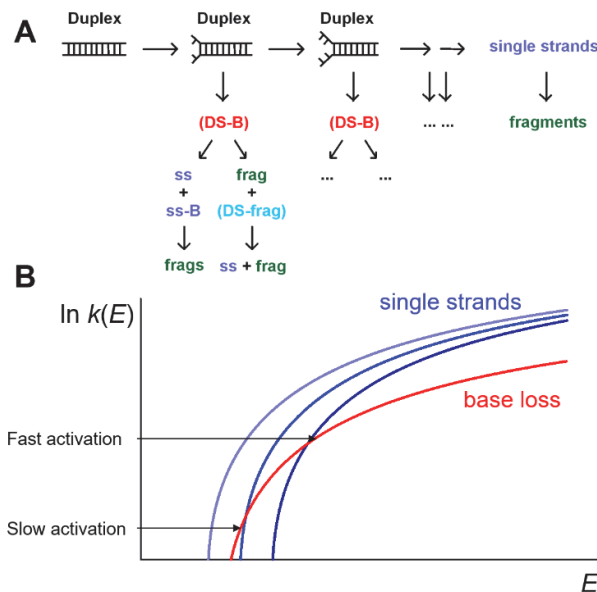 A
Duplex
Duplex
Duplex
single strands
(DS-B)
(DS-B)
... ...
fragments
ss
frag
...
...
+
+
ss-B
(DS-frag)
frags
ss + frag
B
ln k(E)
single strands
base loss
Fast activation
Slow activation
E